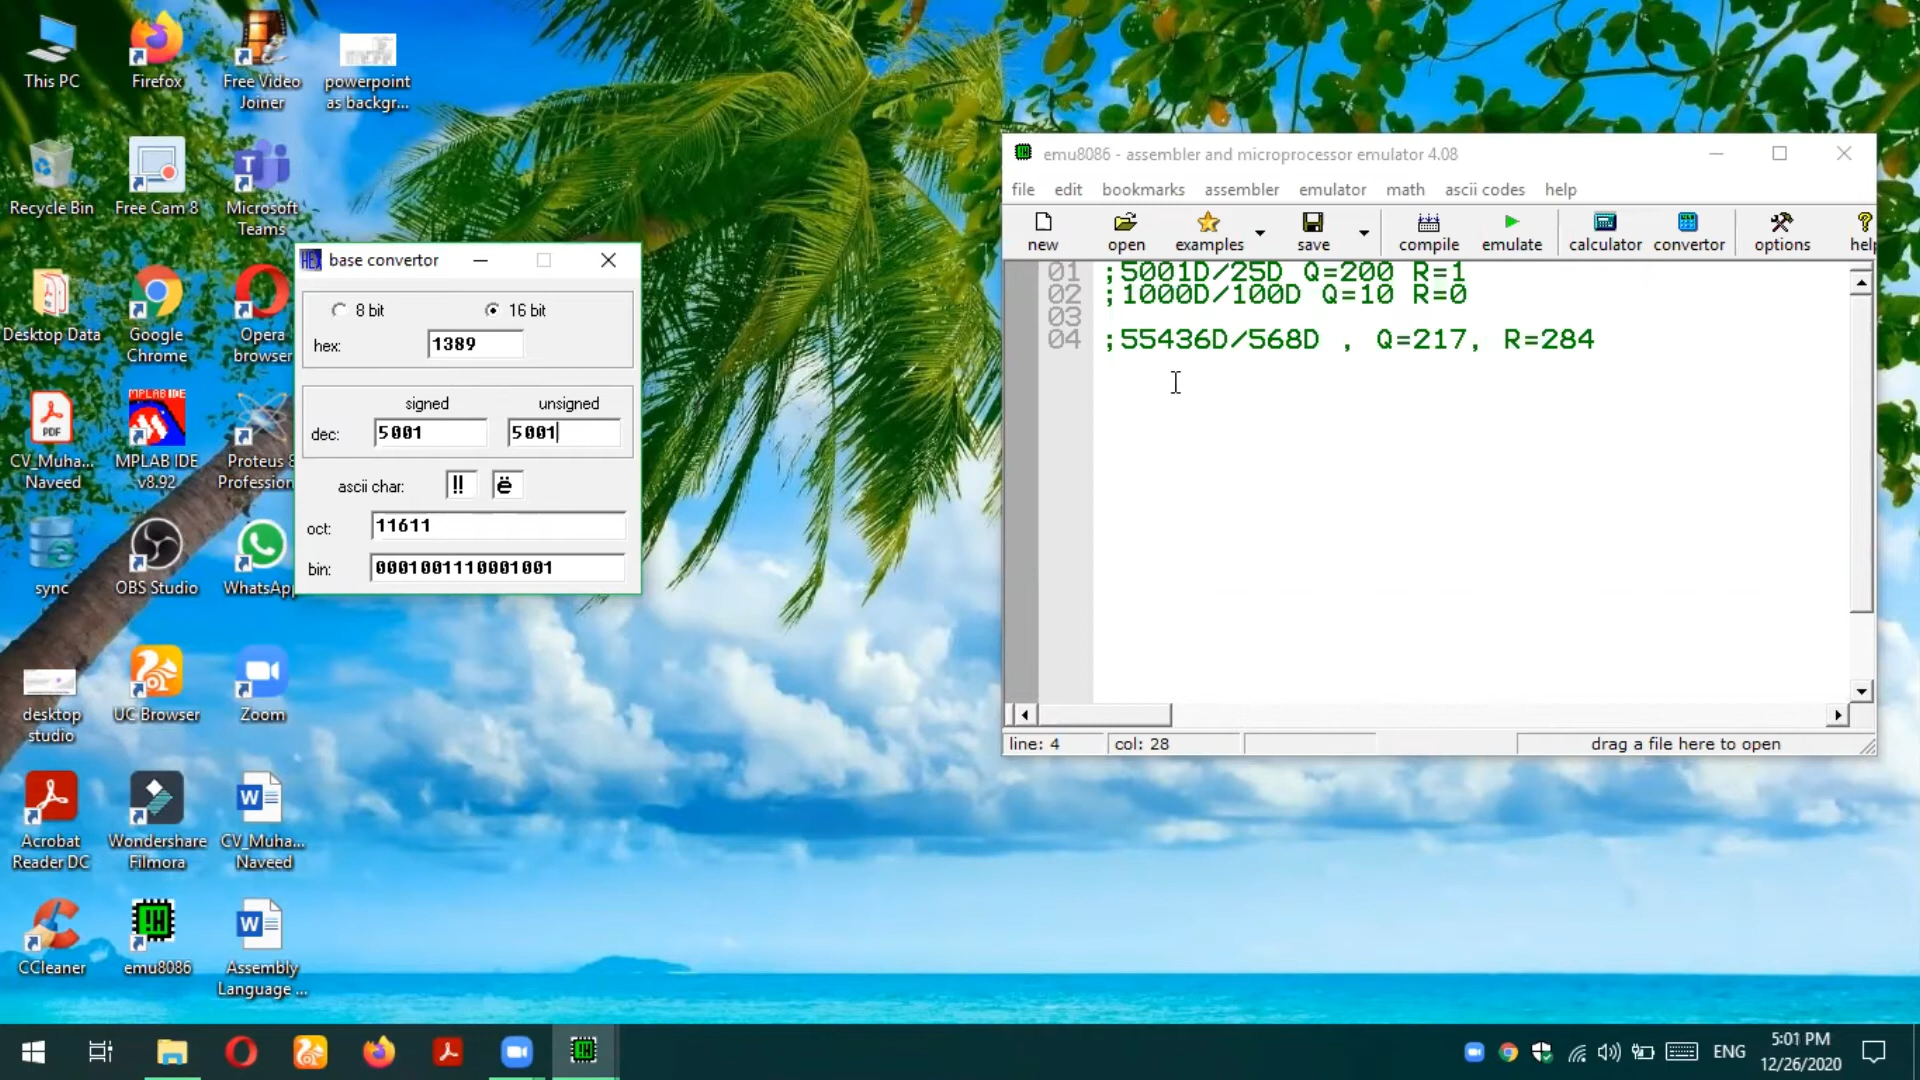 This PC
Firefox
Free Video Joiner
powerpoint as backgr...
Recycle Bin
Free Cam 8
Microsoft Teams
Desktop Data
Google Chrome
Opera browser
CV_Muha... Naveed
MPLAB IDE v8.92
Proteus 8 Profession
sync
OBS Studio
WhatsApp
desktop studio
UC Browser
Zoom
Acrobat Reader DC
Wondershare Filmora
CV_Muha... Naveed
CCleaner
emu8086
Assembly Language ...
base convertor
8 bit
16 bit
hex: 1389
signed unsigned
dec: 5001 5001
ascii char: ‼ ë
oct: 11611
bin: 0001001110001001
emu8086 - assembler and microprocessor emulator 4.08
file edit bookmarks assembler emulator math ascii codes help
new open examples save compile emulate calculator convertor options help
01 ;5001D/25D Q=200 R=1
02 ;1000D/100D Q=10 R=0
03
04 ;55436D/568D , Q=217, R=284
line: 4 col: 28 drag a file here to open
ENG
5:01 PM
12/26/2020